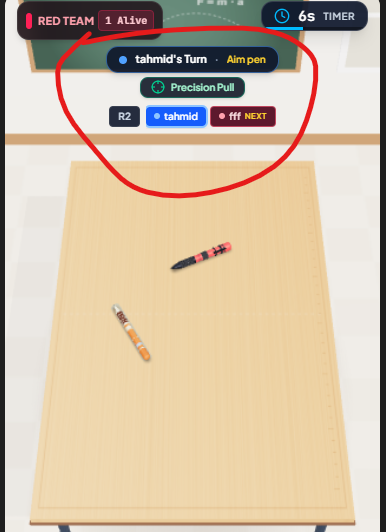 F = m · a
RED TEAM 1 Alive
6s TIMER
tahmid's Turn · Aim pen
Precision Pull
R2 tahmid fff NEXT